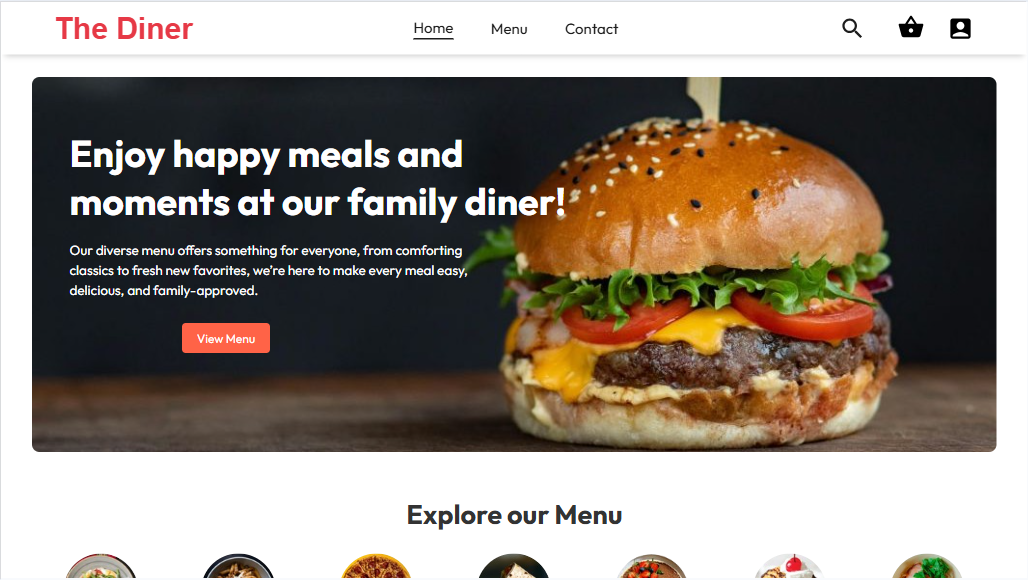 The Diner
Home Menu Contact
Enjoy happy meals and
moments at our family diner!
Our diverse menu offers something for everyone, from comforting
classics to fresh new favorites, we're here to make every meal easy,
delicious, and family-approved.
View Menu
Explore our Menu